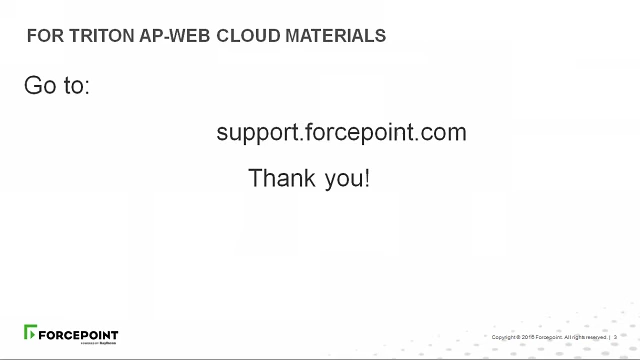 FOR TRITON AP-WEB CLOUD MATERIALS
Go to:
support.forcepoint.com
Thank you!
FORCEPOINT
Copyright © 2016 Forcepoint. All rights reserved. | 3